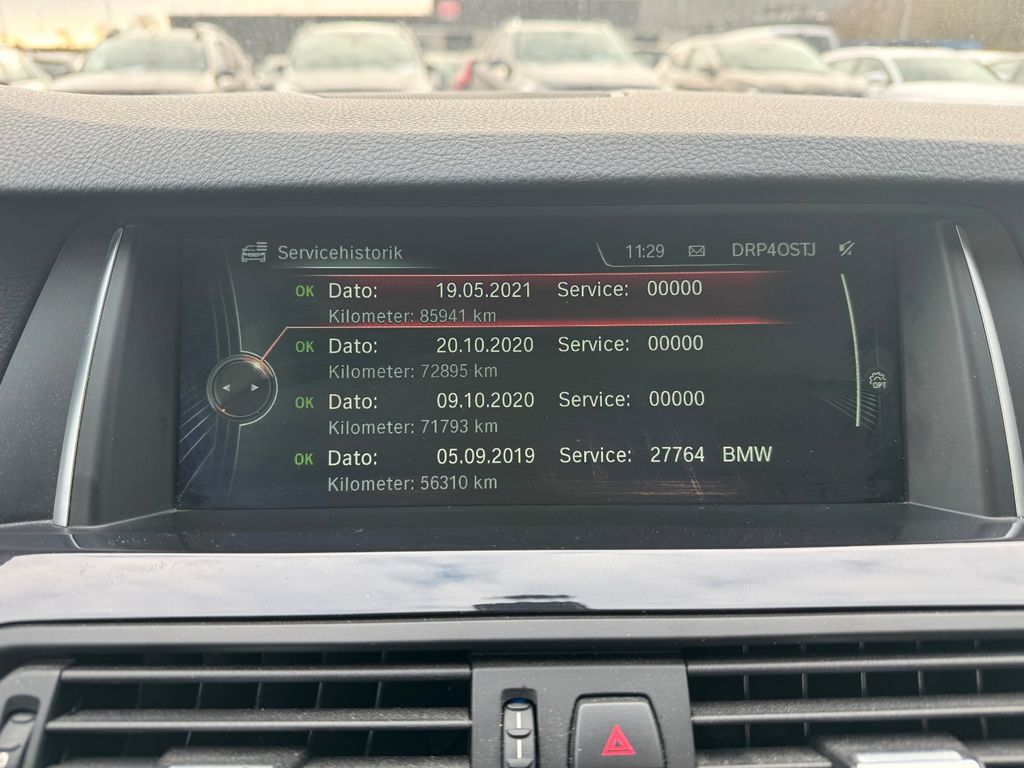 Servicehistorik 11:29 DRP4OSTJ
OK Dato: 19.05.2021 Service: 00000
Kilometer: 85941 km
OK Dato: 20.10.2020 Service: 00000
Kilometer: 72895 km
OK Dato: 09.10.2020 Service: 00000
Kilometer: 71793 km
OK Dato: 05.09.2019 Service: 27764 BMW
Kilometer: 56310 km
OPT